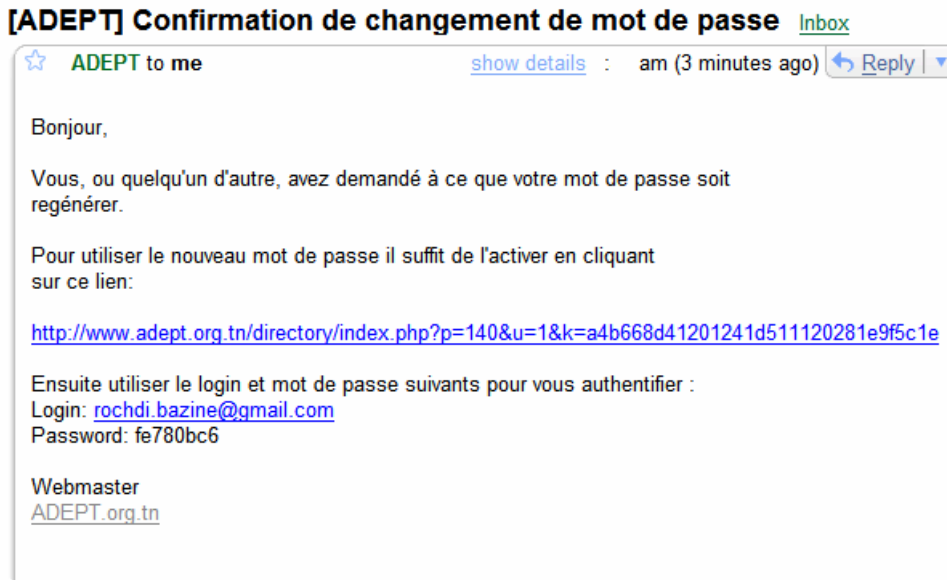 [ADEPT] Confirmation de changement de mot de passe Inbox
ADEPT to me show details : am (3 minutes ago) Reply
Bonjour,
Vous, ou quelqu'un d'autre, avez demandé à ce que votre mot de passe soit
regénérer.
Pour utiliser le nouveau mot de passe il suffit de l'activer en cliquant
sur ce lien:
http://www.adept.org.tn/directory/index.php?p=140&u=1&k=a4b668d41201241d511120281e9f5c1e
Ensuite utiliser le login et mot de passe suivants pour vous authentifier :
Login: rochdi.bazine@gmail.com
Password: fe780bc6
Webmaster
ADEPT.org.tn